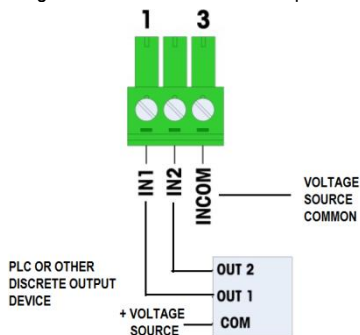 1 3
IN1
IN2
INCOM
VOLTAGE
SOURCE
COMMON
PLC OR OTHER
DISCRETE OUTPUT
DEVICE
OUT 2
OUT 1
COM
+ VOLTAGE
SOURCE